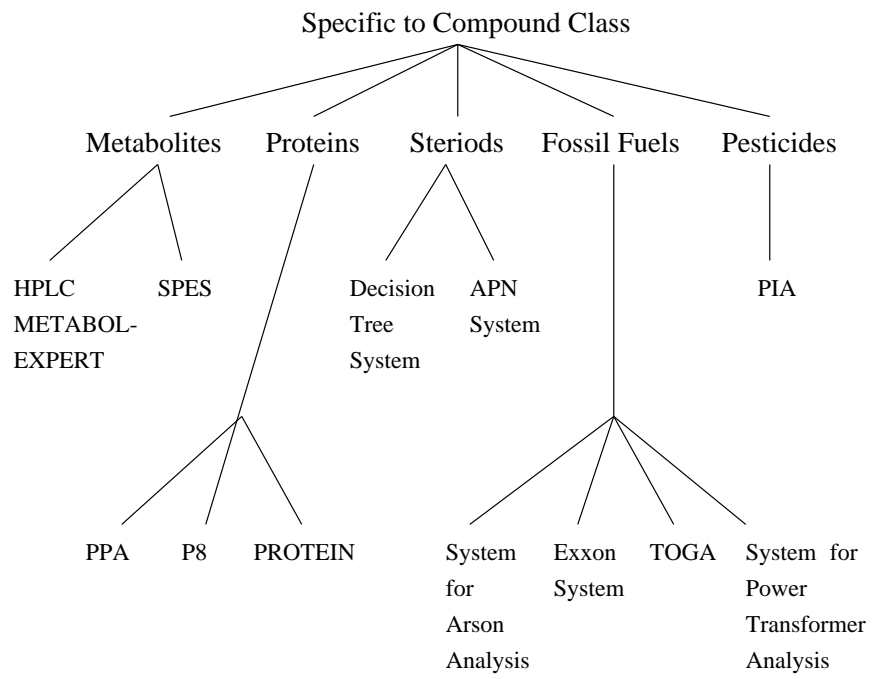 Specific to Compound Class
Metabolites Proteins Steriods Fossil Fuels Pesticides
HPLC
METABOL-
EXPERT
SPES
Decision
Tree
System
APN
System
PIA
PPA
P8
PROTEIN
System
for
Arson
Analysis
Exxon
System
TOGA
System for
Power
Transformer
Analysis